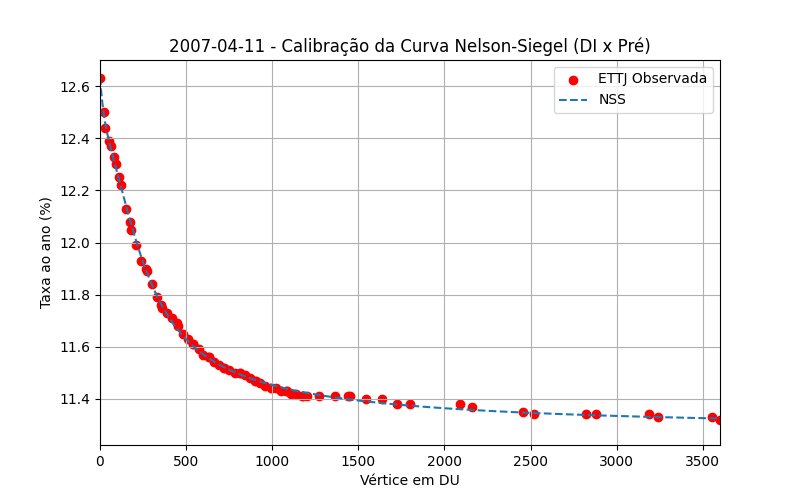 2007-04-11 - Calibração da Curva Nelson-Siegel (DI x Pré)
ETTJ Observada
NSS
12.6
12.4
12.2
12.0
11.8
11.6
11.4
Taxa ao ano (%)
0 500 1000 1500 2000 2500 3000 3500
Vértice em DU